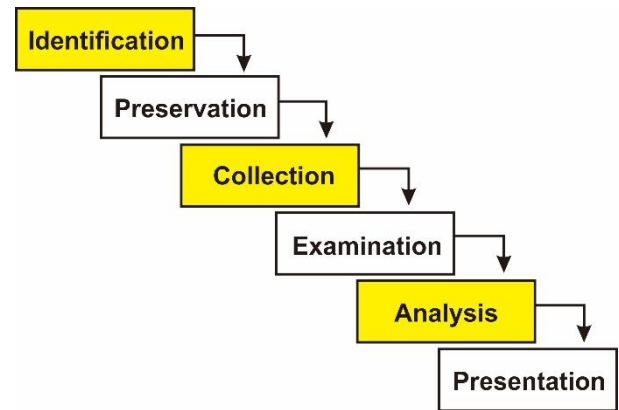 Identification
Preservation
Collection
Examination
Analysis
Presentation